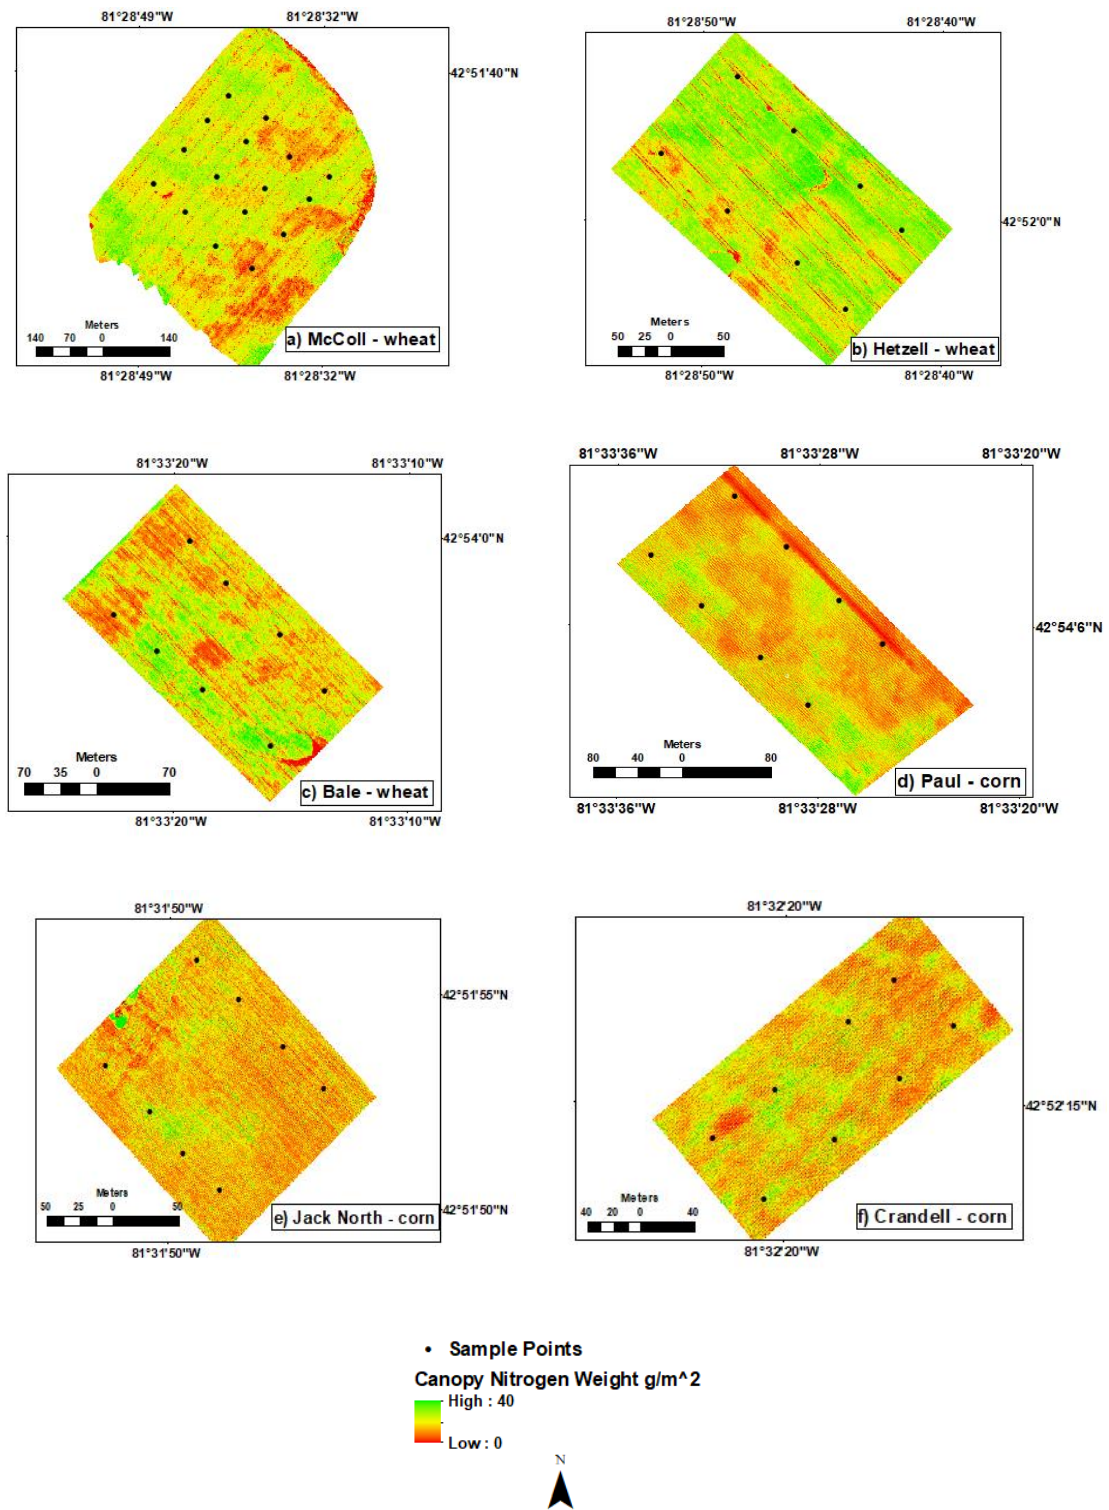 81°28'49"W 81°28'32"W
42°51'40"N
Meters
140 70 0 140
a) McColl - wheat
81°28'49"W 81°28'32"W
81°28'50"W 81°28'40"W
42°52'0"N
Meters
50 25 0 50
b) Hetzell - wheat
81°28'50"W 81°28'40"W
81°33'20"W 81°33'10"W
42°54'0"N
Meters
70 35 0 70
c) Bale - wheat
81°33'20"W 81°33'10"W
81°33'36"W 81°33'28"W 81°33'20"W
42°54'6"N
Meters
80 40 0 80
d) Paul - corn
81°33'36"W 81°33'28"W 81°33'20"W
81°31'50"W
42°51'55"N
Meters
50 25 0 50
e) Jack North - corn
42°51'50"N
81°31'50"W
81°32'20"W
42°52'15"N
Meters
40 20 0 40
f) Crandell - corn
81°32'20"W
Sample Points
Canopy Nitrogen Weight g/m^2
High : 40
Low : 0
N